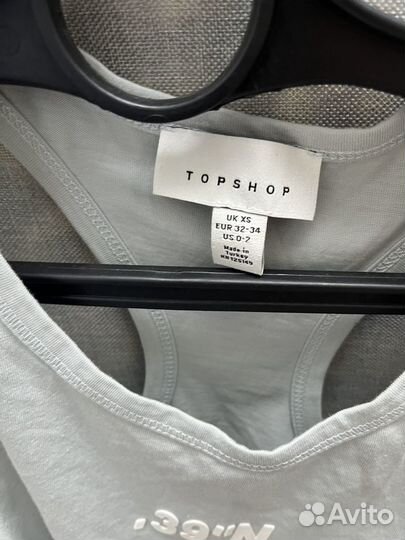 TOPSHOP
UK XS
EUR 32-34
US 0-2
Made in
Turkey
39"N
Avito